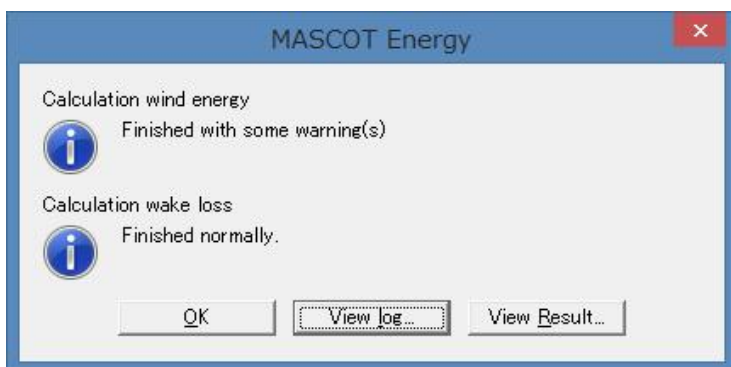 MASCOT Energy
Calculation wind energy
Finished with some warning(s)
Calculation wake loss
Finished normally.
OK
View log...
View Result...